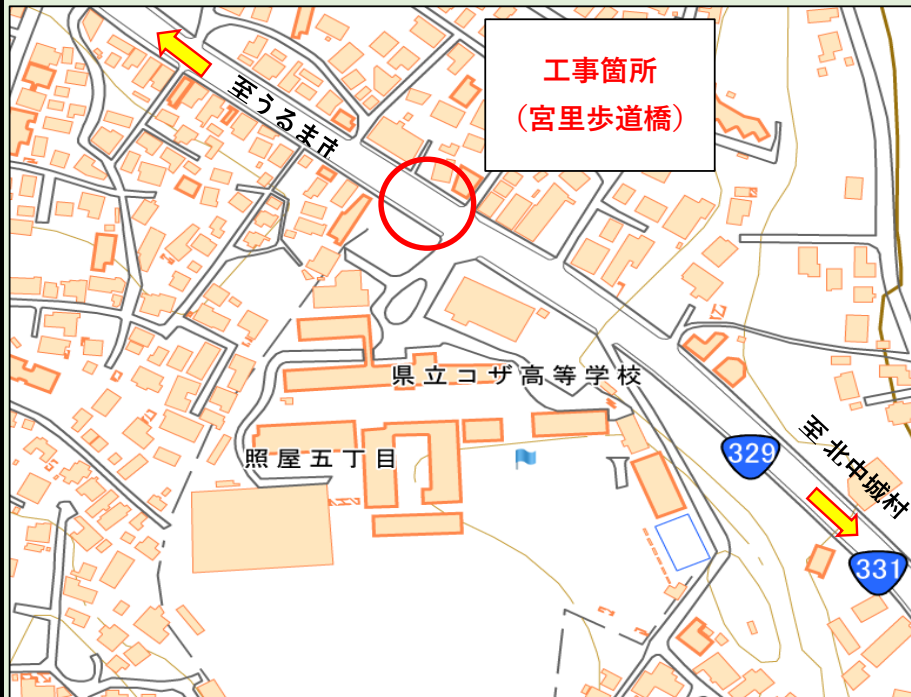 工事箇所
（宮里歩道橋）
至うるま市
県立コザ高等学校
照屋五丁目
329
至北中城村
331